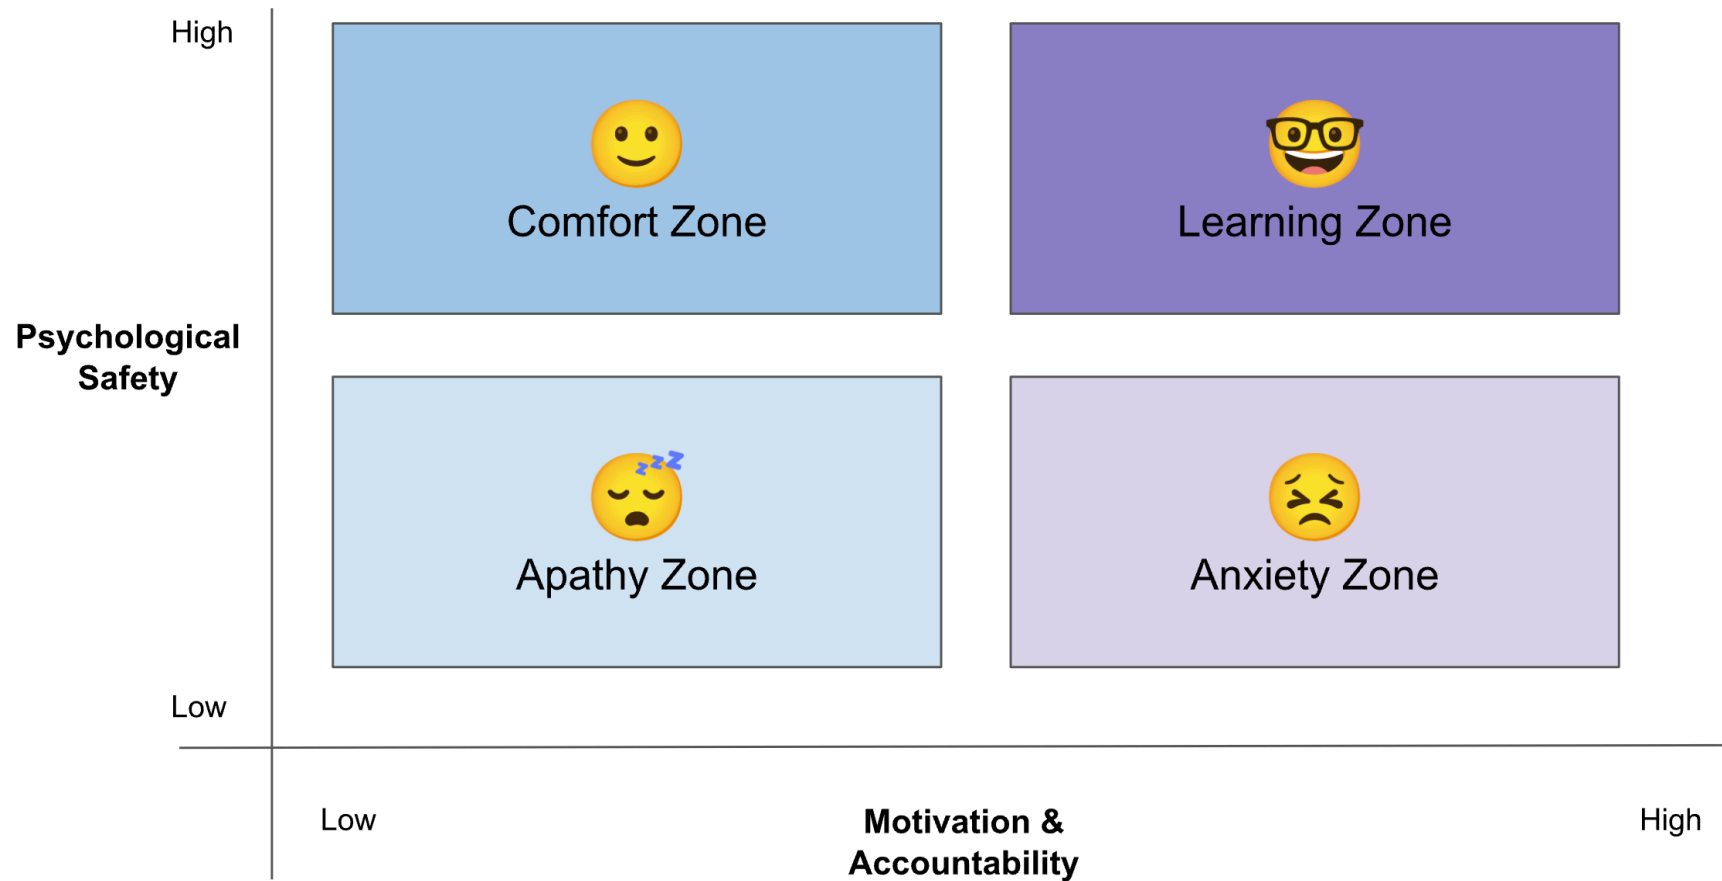 High
Comfort Zone
Learning Zone
Psychological
Safety
Apathy Zone
Anxiety Zone
Low
Low
Motivation &
Accountability
High